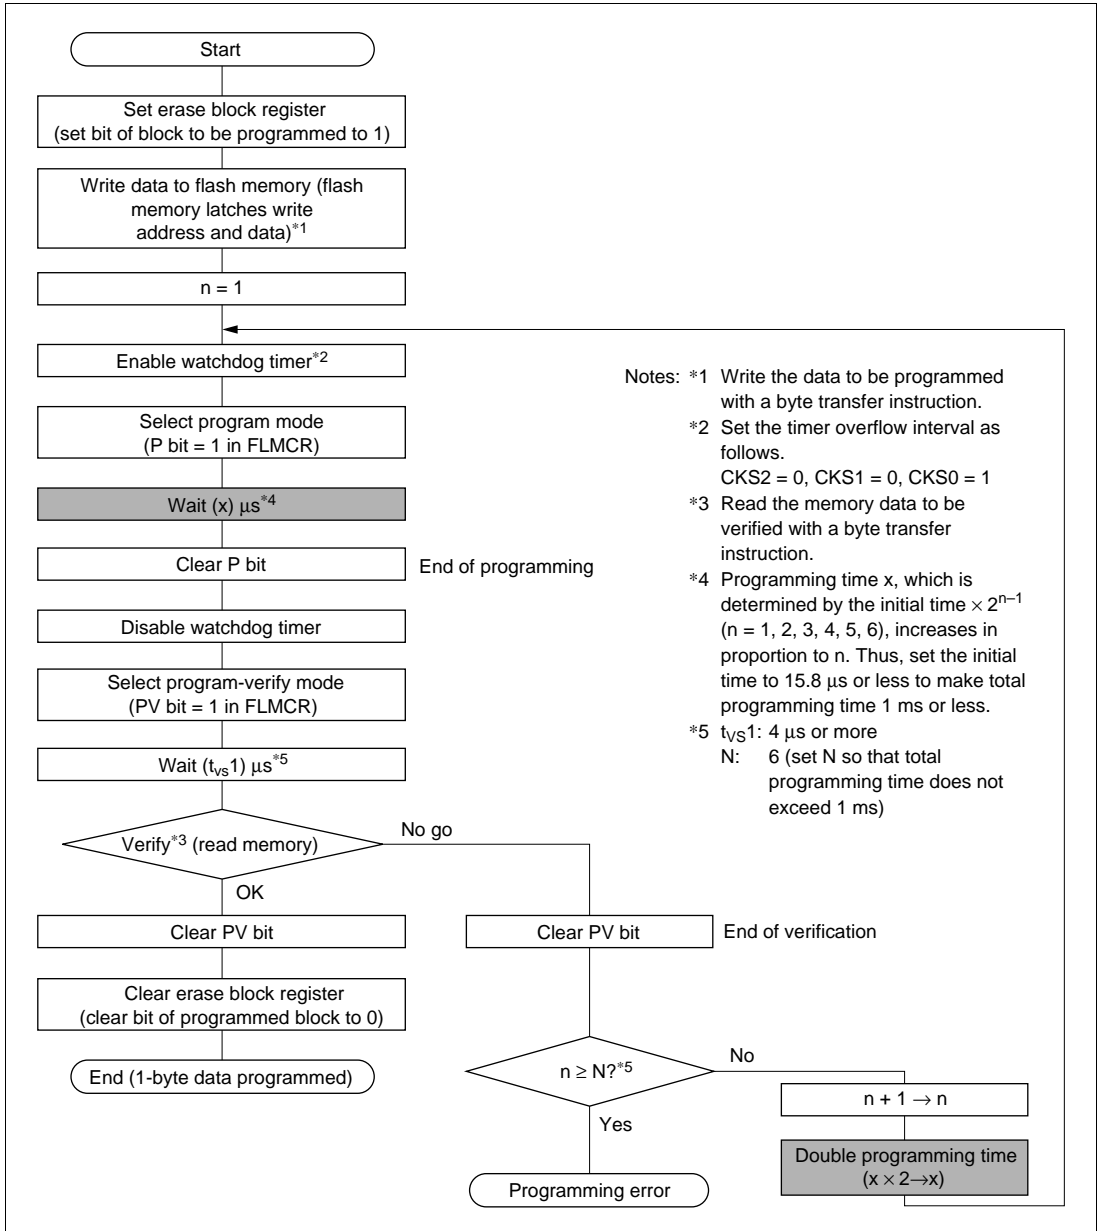 Start
Set erase block register
(set bit of block to be programmed to 1)
Write data to flash memory (flash
memory latches write
address and data)*1
n = 1
Enable watchdog timer*2
Select program mode
(P bit = 1 in FLMCR)
Wait (x) μs*4
Clear P bit
End of programming
Disable watchdog timer
Select program-verify mode
(PV bit = 1 in FLMCR)
Wait (tvs1) μs*5
Verify*3 (read memory)
No go
OK
Clear PV bit
Clear erase block register
(clear bit of programmed block to 0)
End (1-byte data programmed)
Clear PV bit
End of verification
n ≥ N?*5
No
Yes
Programming error
n + 1 → n
Double programming time
(x × 2→x)
Notes: *1 Write the data to be programmed
with a byte transfer instruction.
*2 Set the timer overflow interval as
follows.
CKS2 = 0, CKS1 = 0, CKS0 = 1
*3 Read the memory data to be
verified with a byte transfer
instruction.
*4 Programming time x, which is
determined by the initial time × 2n–1
(n = 1, 2, 3, 4, 5, 6), increases in
proportion to n. Thus, set the initial
time to 15.8 μs or less to make total
programming time 1 ms or less.
*5 tVS1: 4 μs or more
N: 6 (set N so that total
programming time does not
exceed 1 ms)